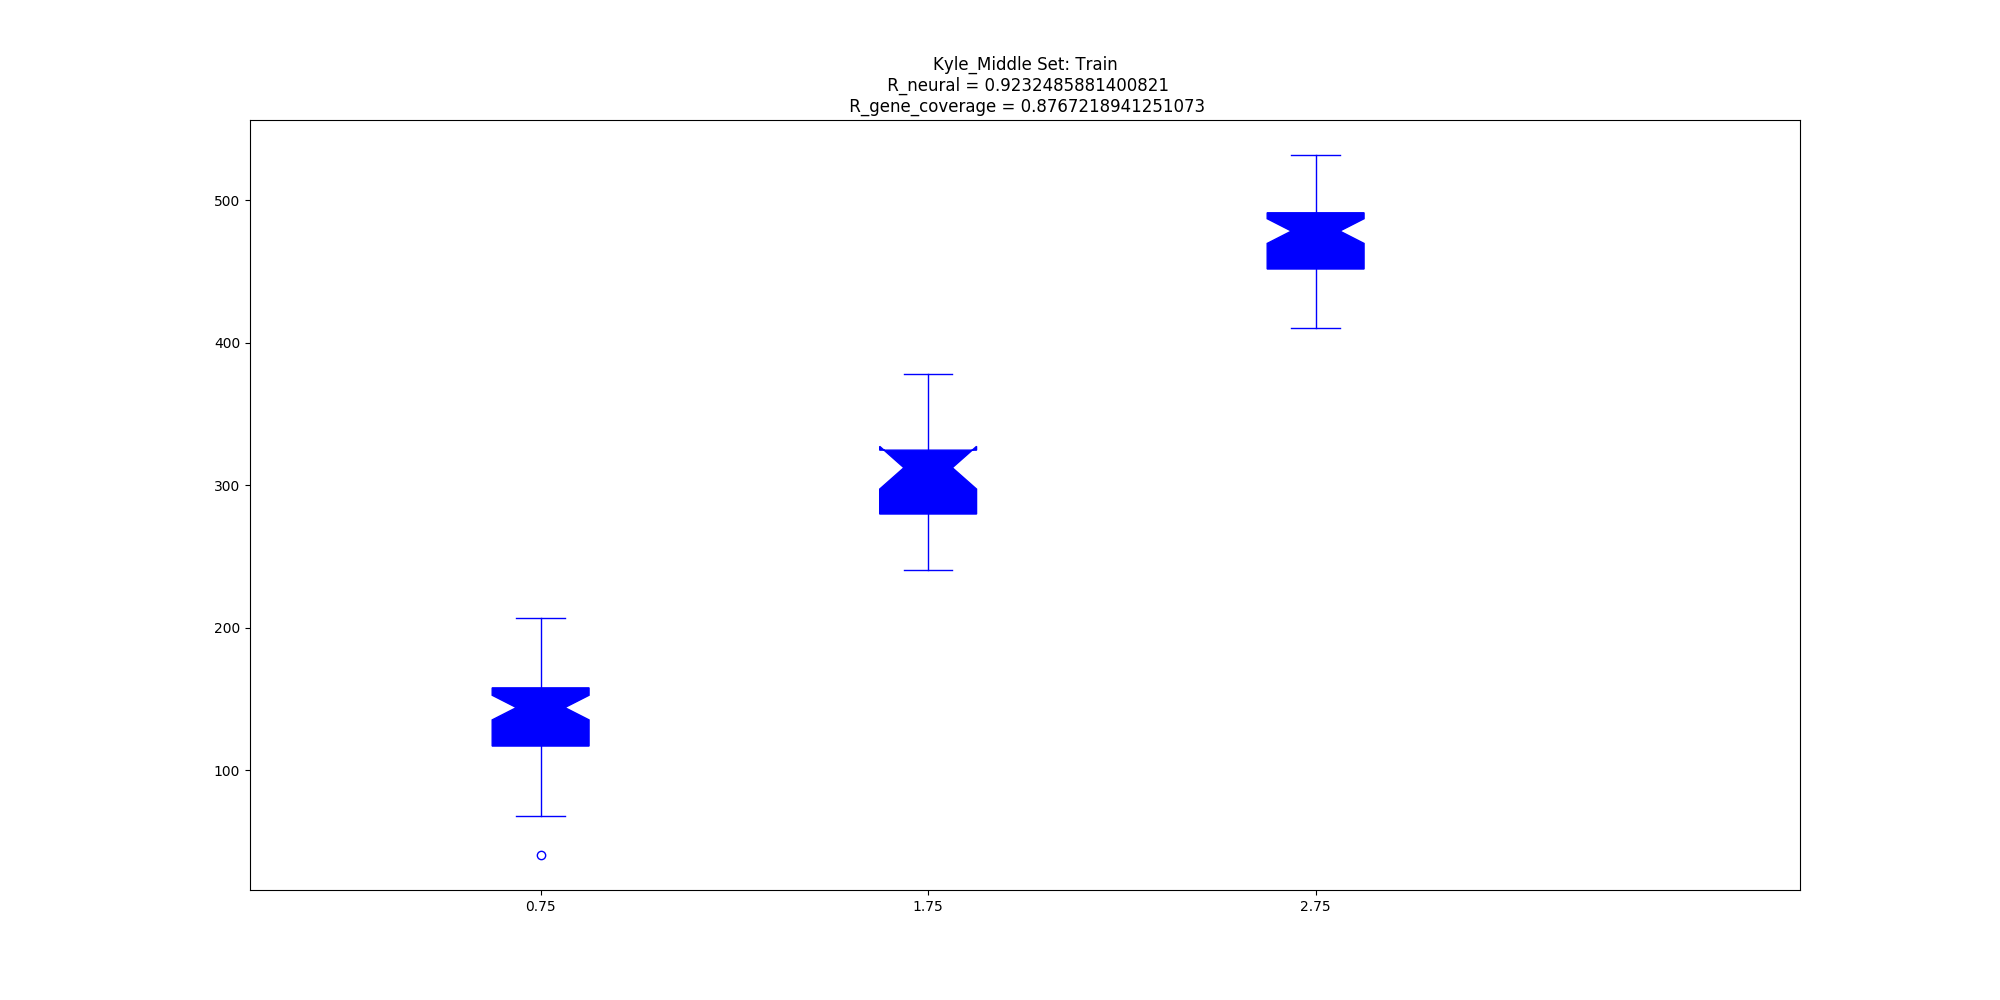 Kyle_Middle Set: Train
R_neural = 0.9232485881400821
R_gene_coverage = 0.8767218941251073
500
400
300
200
100
0.75
1.75
2.75